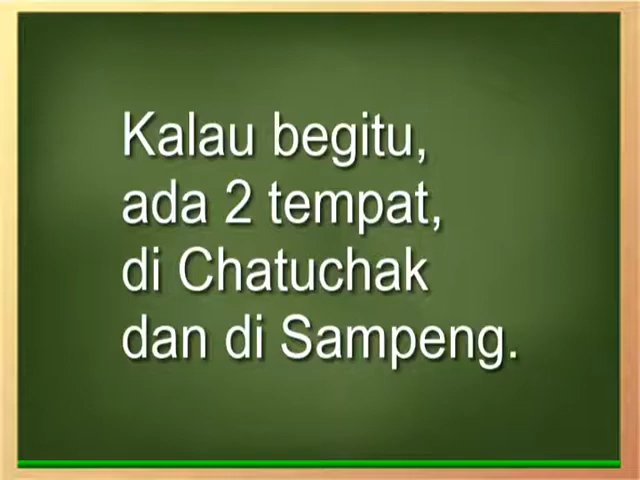 Kalau begitu,
ada 2 tempat,
di Chatuchak
dan di Sampeng.